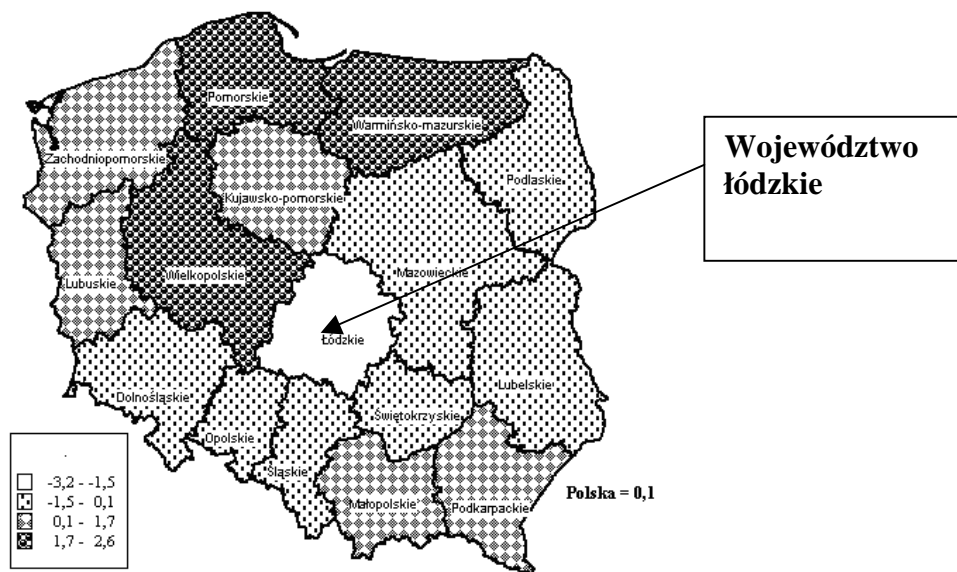 Pomorskie
Warmińsko-mazurskie
Zachodniopomorskie
Podlaskie
Kujawsko-pomorskie
Województwo
łódzkie
Mazowieckie
Wielkopolskie
Lubuskie
Łódzkie
Lubelskie
Dolnośląskie
Świętokrzyskie
Opolskie
Śląskie
Małopolskie
Podkarpackie
Polska = 0,1
-3,2 - -1,5
-1,5 - 0,1
0,1 - 1,7
1,7 - 2,6